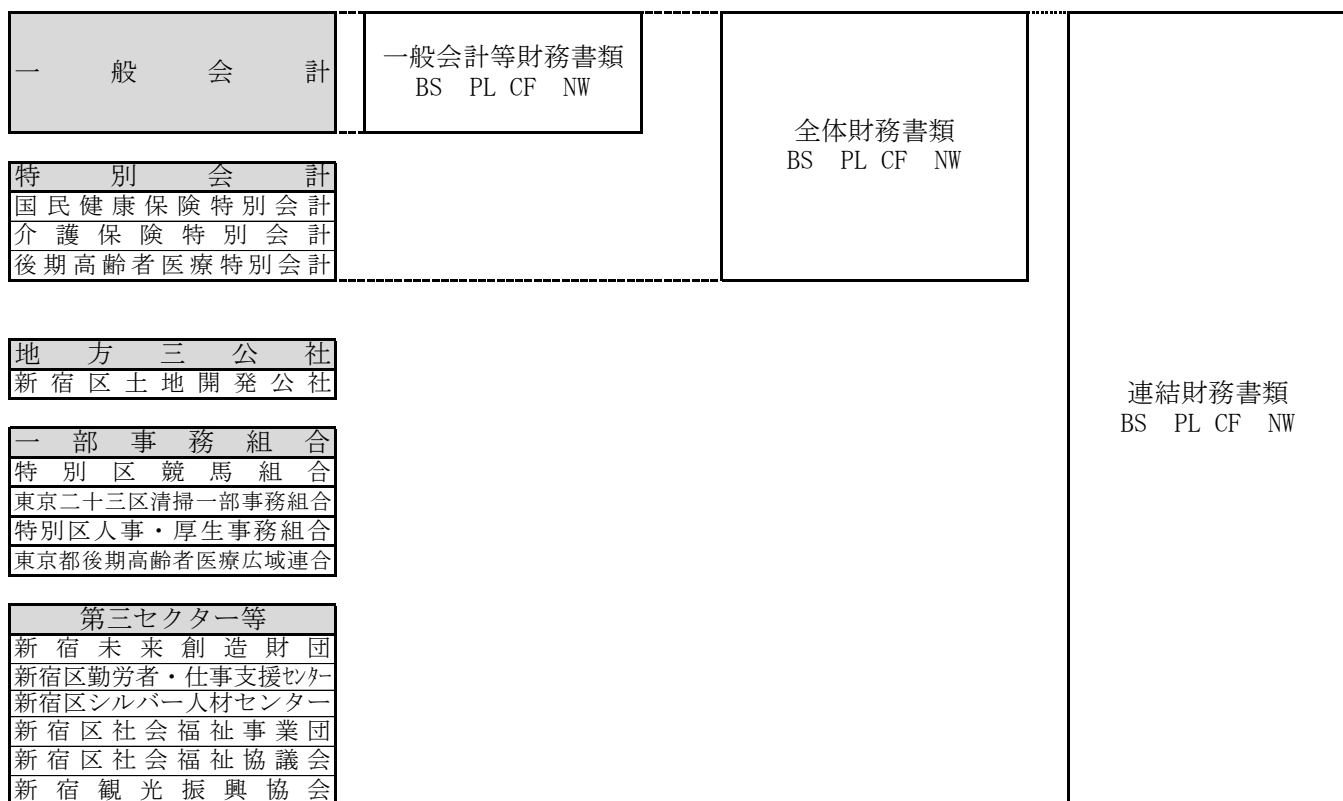 一般会計
一般会計等財務書類
BS PL CF NW
全体財務書類
BS PL CF NW
特別会計
国民健康保険特別会計
介護保険特別会計
後期高齢者医療特別会計
地方三公社
新宿区土地開発公社
連結財務書類
BS PL CF NW
一部事務組合
特別区競馬組合
東京二十三区清掃一部事務組合
特別区人事・厚生事務組合
東京都後期高齢者医療広域連合
第三セクター等
新宿未来創造財団
新宿区勤労者・仕事支援ｾﾝﾀｰ
新宿区シルバー人材センター
新宿区社会福祉事業団
新宿区社会福祉協議会
新宿観光振興協会